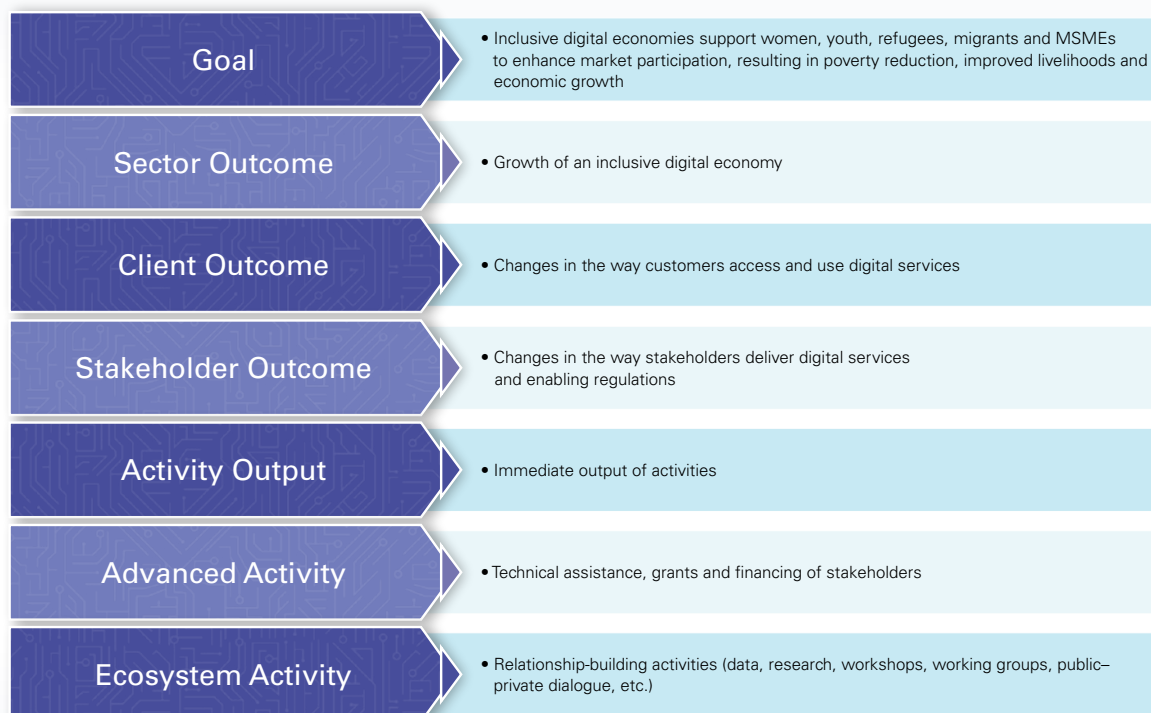 Goal
• Inclusive digital economies support women, youth, refugees, migrants and MSMEs
to enhance market participation, resulting in poverty reduction, improved livelihoods and
economic growth
Sector Outcome
• Growth of an inclusive digital economy
Client Outcome
• Changes in the way customers access and use digital services
Stakeholder Outcome
• Changes in the way stakeholders deliver digital services
and enabling regulations
Activity Output
• Immediate output of activities
Advanced Activity
• Technical assistance, grants and financing of stakeholders
Ecosystem Activity
• Relationship-building activities (data, research, workshops, working groups, public–
private dialogue, etc.)